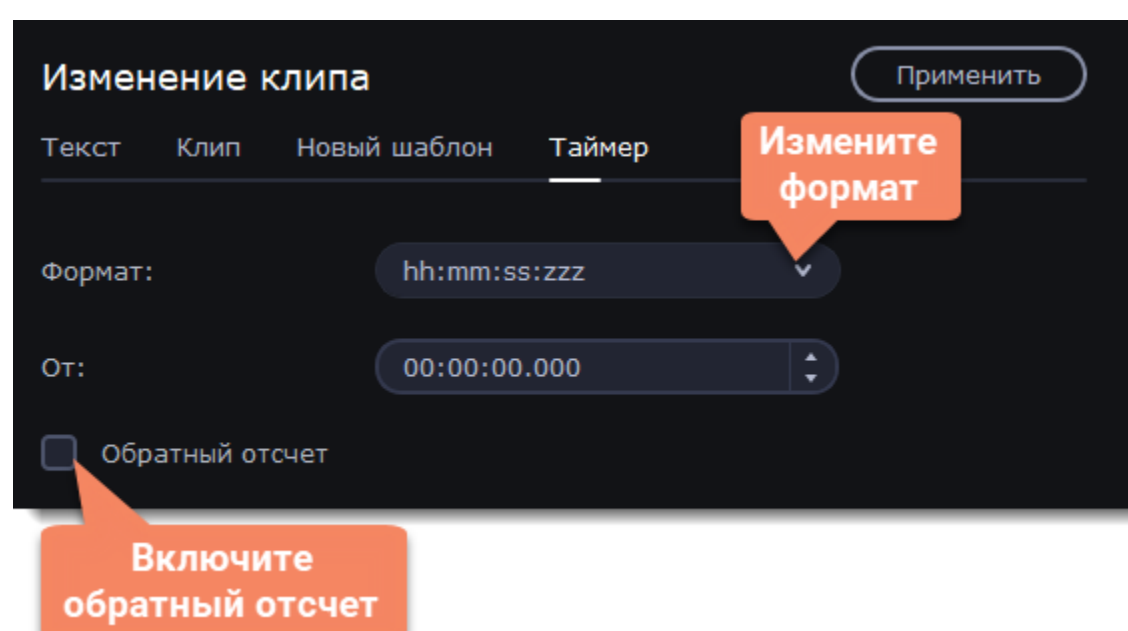 Изменение клипа
Применить
Текст Клип Новый шаблон Таймер
Измените
формат
Формат: hh:mm:ss:zzz
От: 00:00:00.000
Обратный отсчет
Включите
обратный отсчет